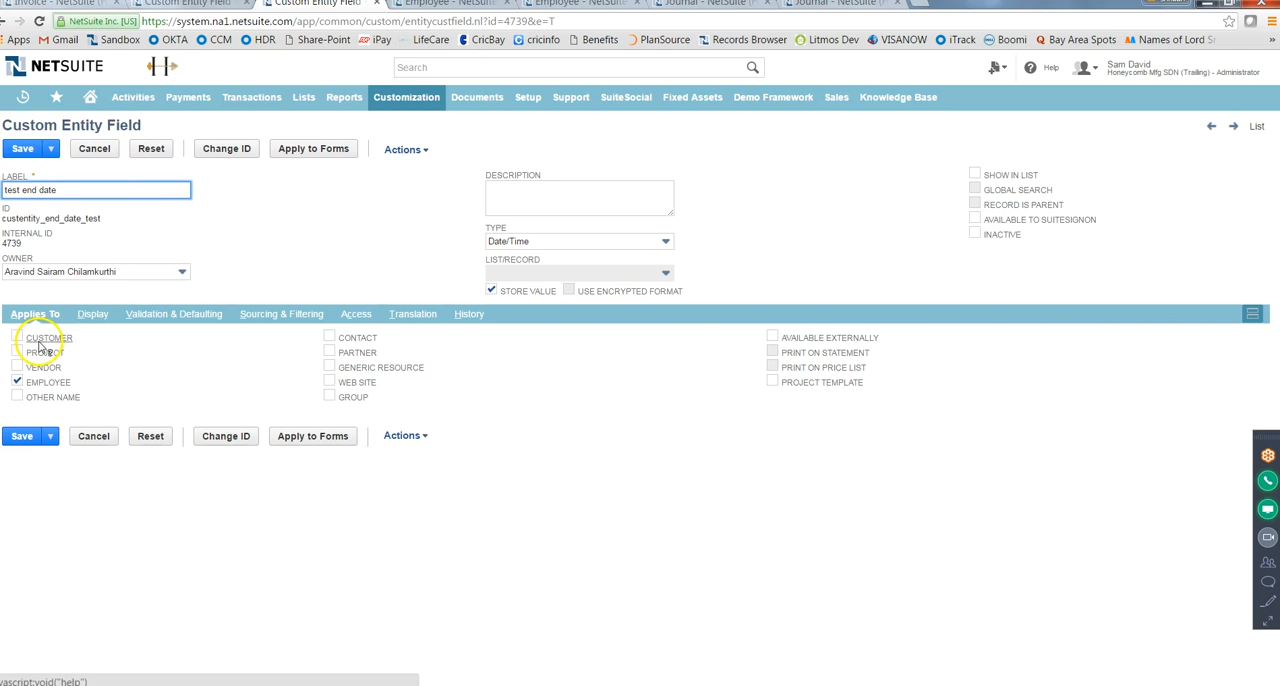 Invoice - NetSuite (M
Custom Entity Field
Custom Entity Field
Employee - NetSuite
Employee - NetSuite
Journal - NetSuite (M
Journal - NetSuite (M
NetSuite Inc. [US] https://system.na1.netsuite.com/app/common/custom/entitycustfield.nl?id=4739&e=T
Apps Gmail Sandbox OKTA CCM HDR Share-Point iPay LifeCare CricBay cricinfo Benefits PlanSource Records Browser Litmos Dev VISANOW iTrack Boomi Bay Area Spots Names of Lord »
NETSUITE
Search
Help
Sam David
Honeycomb Mfg SDN (Trailing) - Administrator
Activities Payments Transactions Lists Reports Customization Documents Setup Support SuiteSocial Fixed Assets Demo Framework Sales Knowledge Base
Custom Entity Field
List
Save Cancel Reset Change ID Apply to Forms Actions
LABEL *
test end date
ID
custentity_end_date_test
INTERNAL ID
4739
OWNER
Aravind Sairam Chilamkurthi
DESCRIPTION
TYPE
Date/Time
LIST/RECORD
STORE VALUE USE ENCRYPTED FORMAT
SHOW IN LIST
GLOBAL SEARCH
RECORD IS PARENT
AVAILABLE TO SUITESIGNON
INACTIVE
Applies To Display Validation & Defaulting Sourcing & Filtering Access Translation History
CUSTOMER
PROJECT
VENDOR
EMPLOYEE
OTHER NAME
CONTACT
PARTNER
GENERIC RESOURCE
WEB SITE
GROUP
AVAILABLE EXTERNALLY
PRINT ON STATEMENT
PRINT ON PRICE LIST
PROJECT TEMPLATE
Save Cancel Reset Change ID Apply to Forms Actions
vascript:void("help")